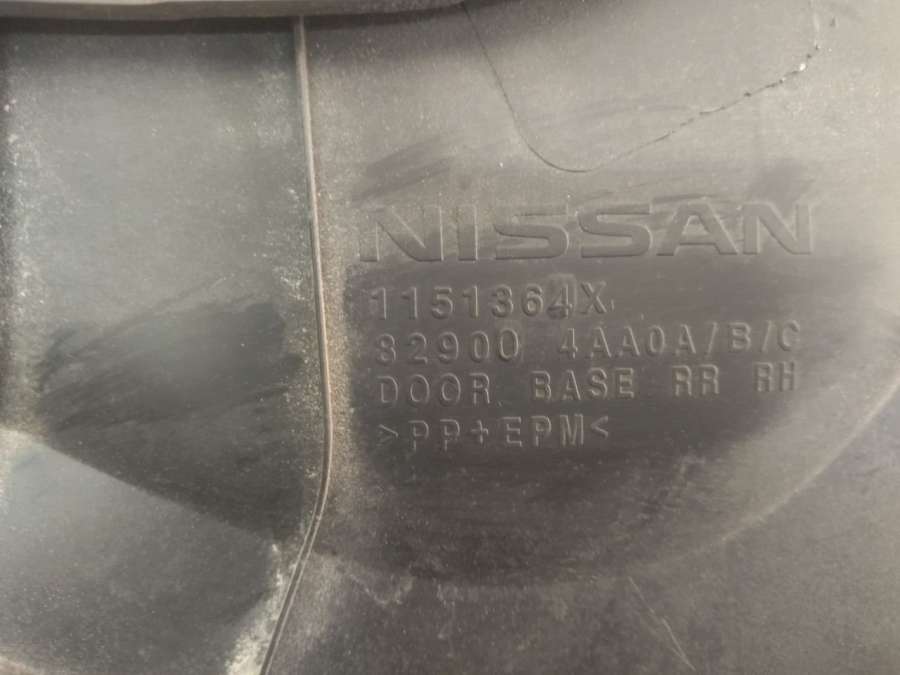 NISSAN
1151364X
82900 4AA0A/B/C
DOOR BASE RR RH
>PP+EPM<